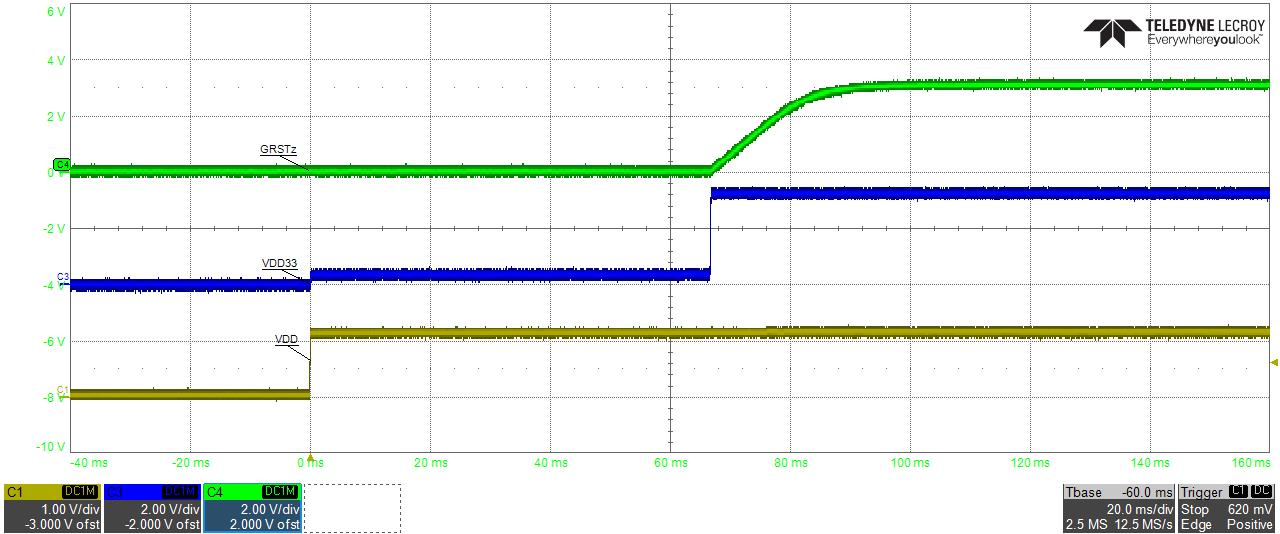 6 V
TELEDYNE LECROY
Everywhereyoulook™
4 V
2 V
GRSTz
C4
0 V
-2 V
VDD33
C3
-4 V
VDD
-6 V
C1
-8 V
-10 V
-40 ms -20 ms 0 ms 20 ms 40 ms 60 ms 80 ms 100 ms 120 ms 140 ms 160 ms
C1 DC1M C3 DC1M C4 DC1M Tbase -60.0 ms Trigger C1 DC
1.00 V/div 2.00 V/div 2.00 V/div 20.0 ms/div Stop 620 mV
-3.000 V ofst -2.000 V ofst 2.000 V ofst 2.5 MS 12.5 MS/s Edge Positive